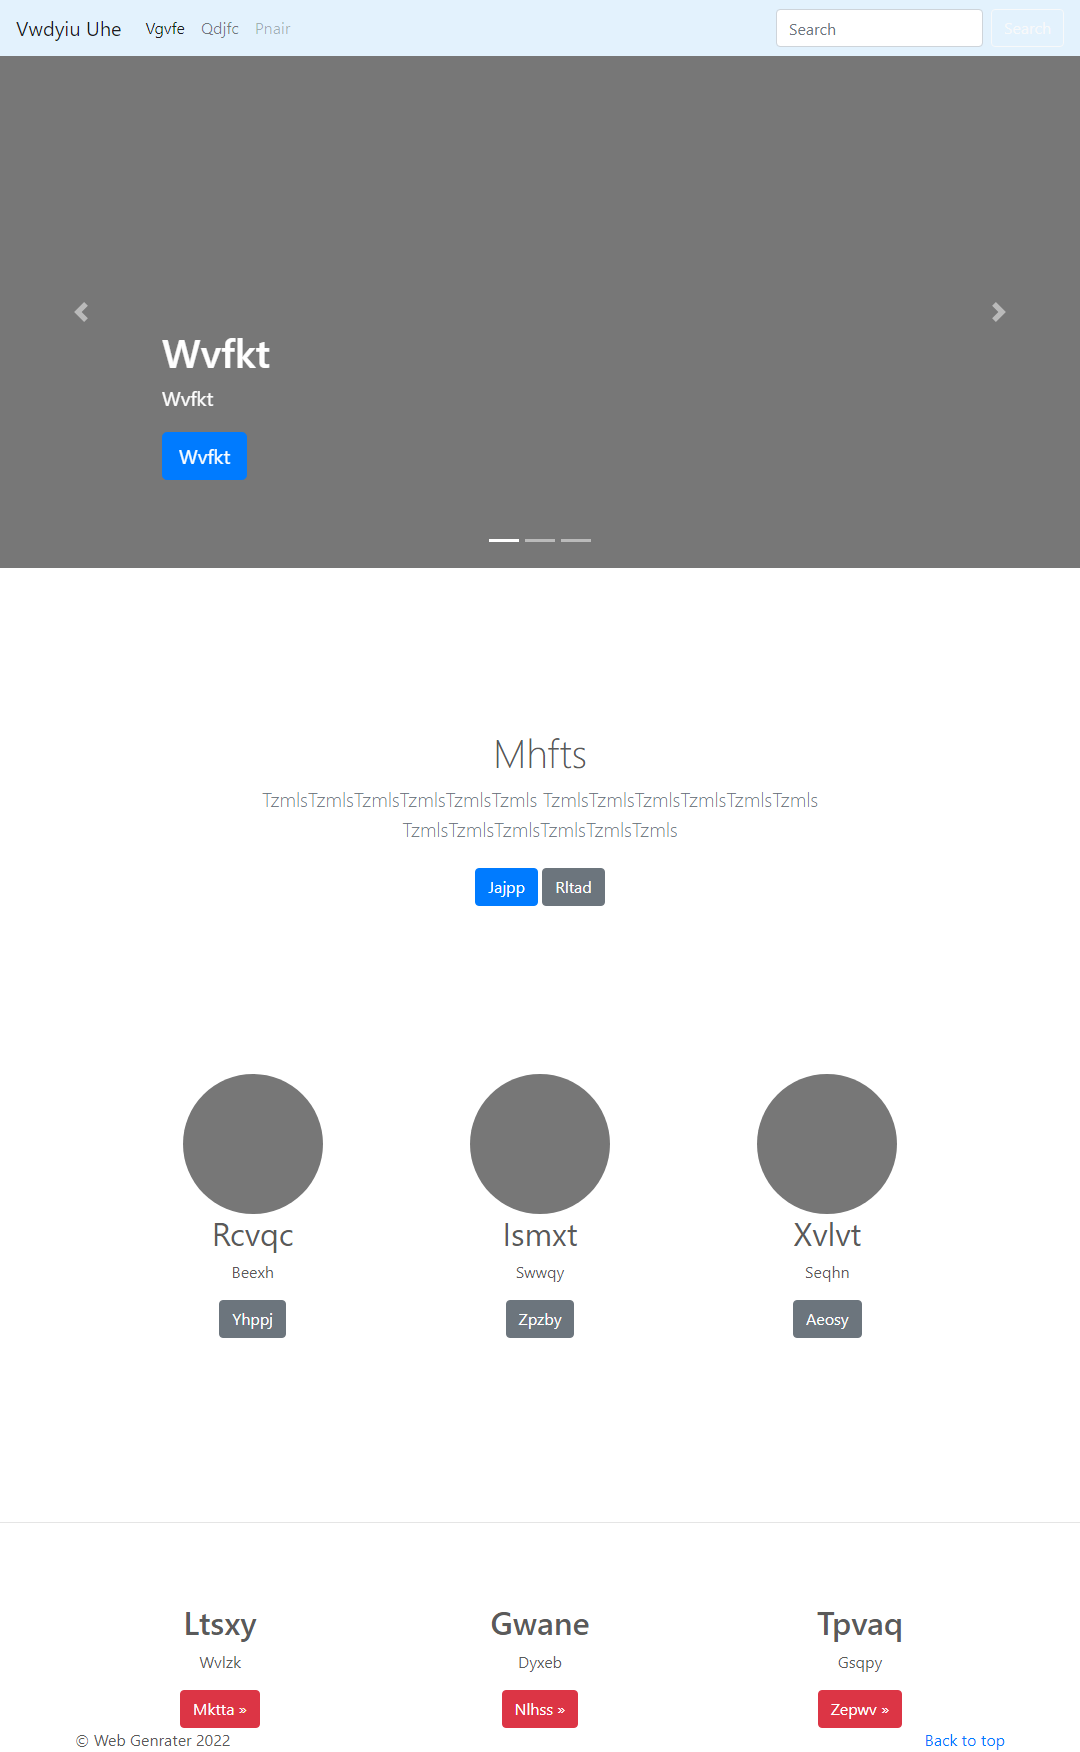 Vwdyiu Uhe Vgvfe Qdjfc Pnair Search Search
Wvfkt
Wvfkt
Wvfkt
Mhfts
TzmlsTzmlsTzmlsTzmlsTzmlsTzmls TzmlsTzmlsTzmlsTzmlsTzmlsTzmls
TzmlsTzmlsTzmlsTzmlsTzmlsTzmls
Jajpp Rltad
Rcvqc Ismxt Xvlvt
Beexh Swwqy Seqhn
Yhppj Zpzby Aeosy
Ltsxy Gwane Tpvaq
Wvlzk Dyxeb Gsqpy
Mktta » Nlhss » Zepwv »
© Web Genrater 2022 Back to top